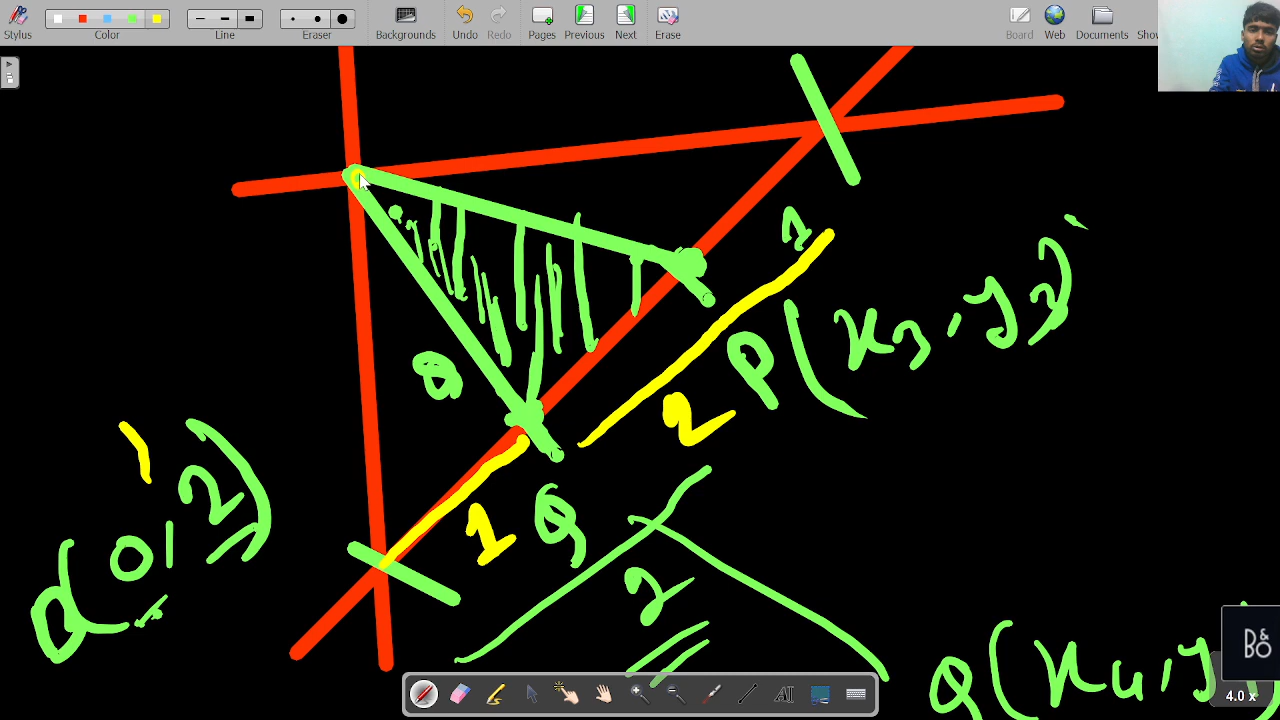 Stylus Color Line Eraser Backgrounds Undo Redo Pages Previous Next Erase Board Web Documents Show
1
2 P(x3, y3)
Q
d(0, 2)
1 Q
2
Q(x4, y
B&O
4.0 x